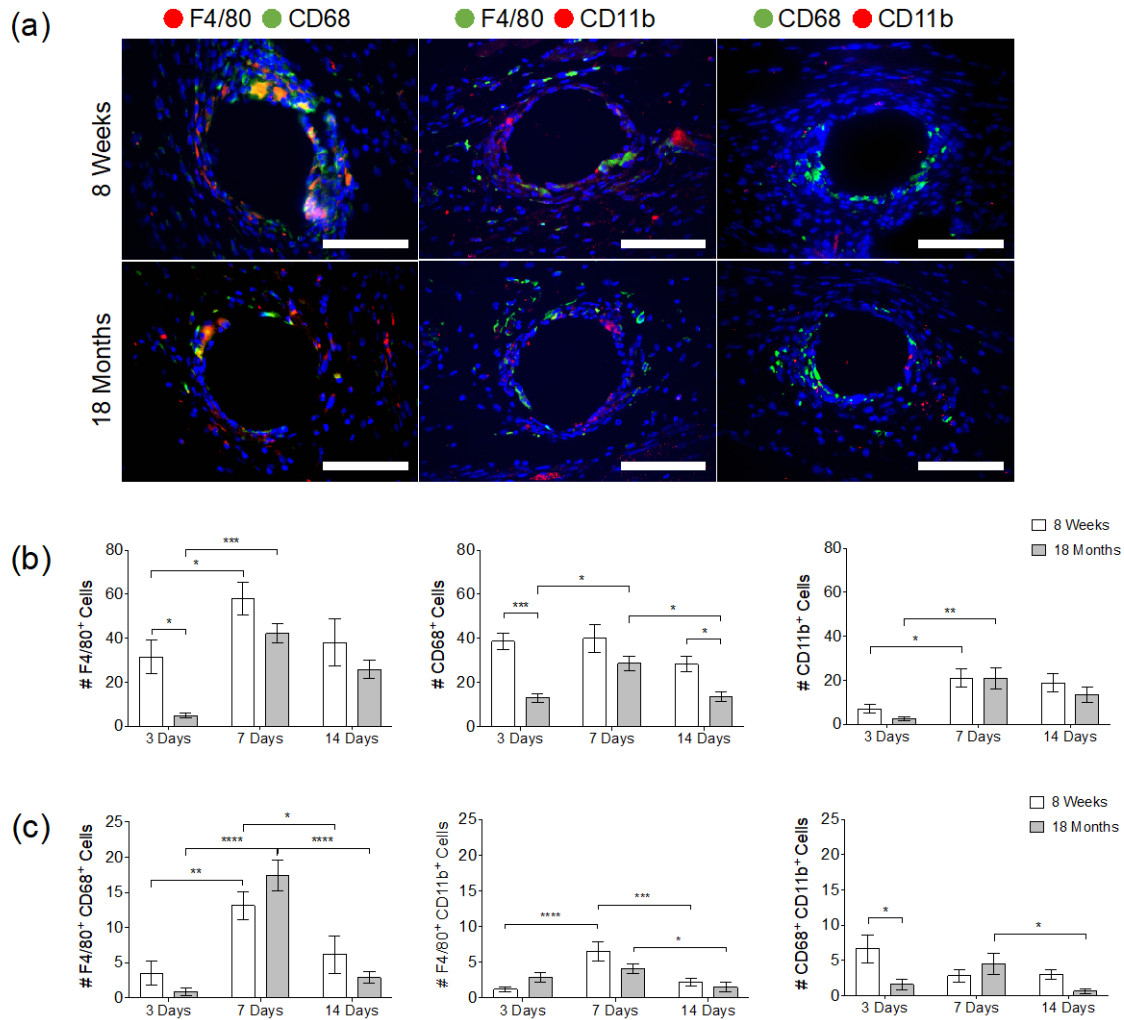 (a)
F4/80 CD68
F4/80 CD11b
CD68 CD11b
8 Weeks
18 Months
(b)
8 Weeks
18 Months
# F4/80+ Cells
80
60
40
20
0
***
*
*
3 Days 7 Days 14 Days
# CD68+ Cells
80
60
40
20
0
*
***
*
*
3 Days 7 Days 14 Days
# CD11b+ Cells
80
60
40
20
0
**
*
3 Days 7 Days 14 Days
(c)
8 Weeks
18 Months
# F4/80+ CD68+ Cells
25
20
15
10
5
0
*
**** ****
**
3 Days 7 Days 14 Days
# F4/80+ CD11b+ Cells
25
20
15
10
5
0
***
****
*
3 Days 7 Days 14 Days
# CD68+ CD11b+ Cells
25
20
15
10
5
0
*
*
3 Days 7 Days 14 Days